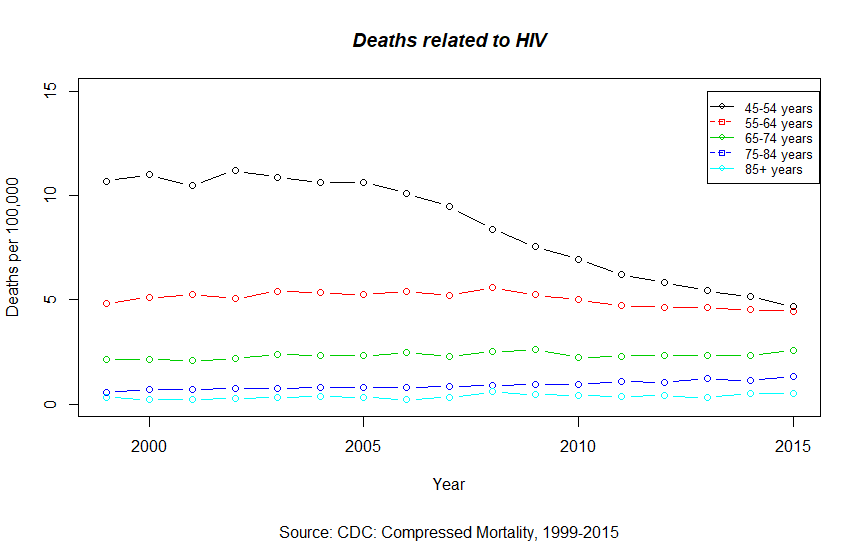 Deaths related to HIV
Deaths per 100,000
15
10
5
0
45-54 years
55-64 years
65-74 years
75-84 years
85+ years
2000 2005 2010 2015
Year
Source: CDC: Compressed Mortality, 1999-2015